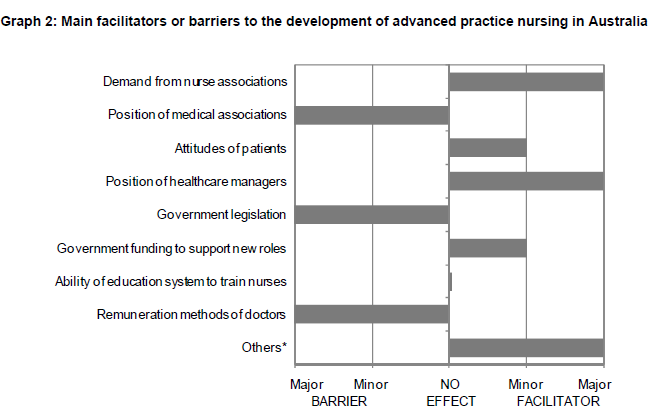 Graph 2: Main facilitators or barriers to the development of advanced practice nursing in Australia
Demand from nurse associations
Position of medical associations
Attitudes of patients
Position of healthcare managers
Government legislation
Government funding to support new roles
Ability of education system to train nurses
Remuneration methods of doctors
Others*
Major Minor NO Minor Major
BARRIER EFFECT FACILITATOR